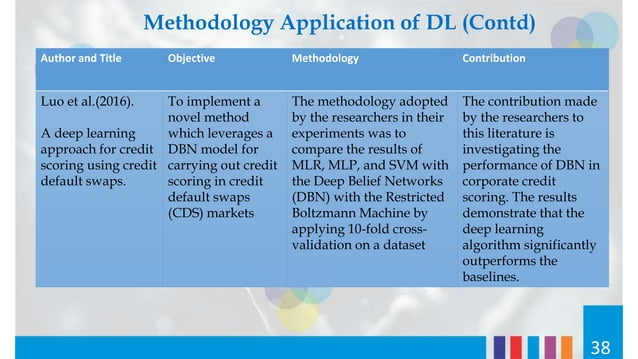 Methodology Application of DL (Contd)
Author and Title
Objective
Methodology
Contribution
Luo et al.(2016).
A deep learning
approach for credit
scoring using credit
default swaps.
To implement a
novel method
which leverages a
DBN model for
carrying out credit
scoring in credit
default swaps
(CDS) markets
The methodology adopted
by the researchers in their
experiments was to
compare the results of
MLR, MLP, and SVM with
the Deep Belief Networks
(DBN) with the Restricted
Boltzmann Machine by
applying 10-fold cross-
validation on a dataset
The contribution made
by the researchers to
this literature is
investigating the
performance of DBN in
corporate credit
scoring. The results
demonstrate that the
deep learning
algorithm significantly
outperforms the
baselines.
38